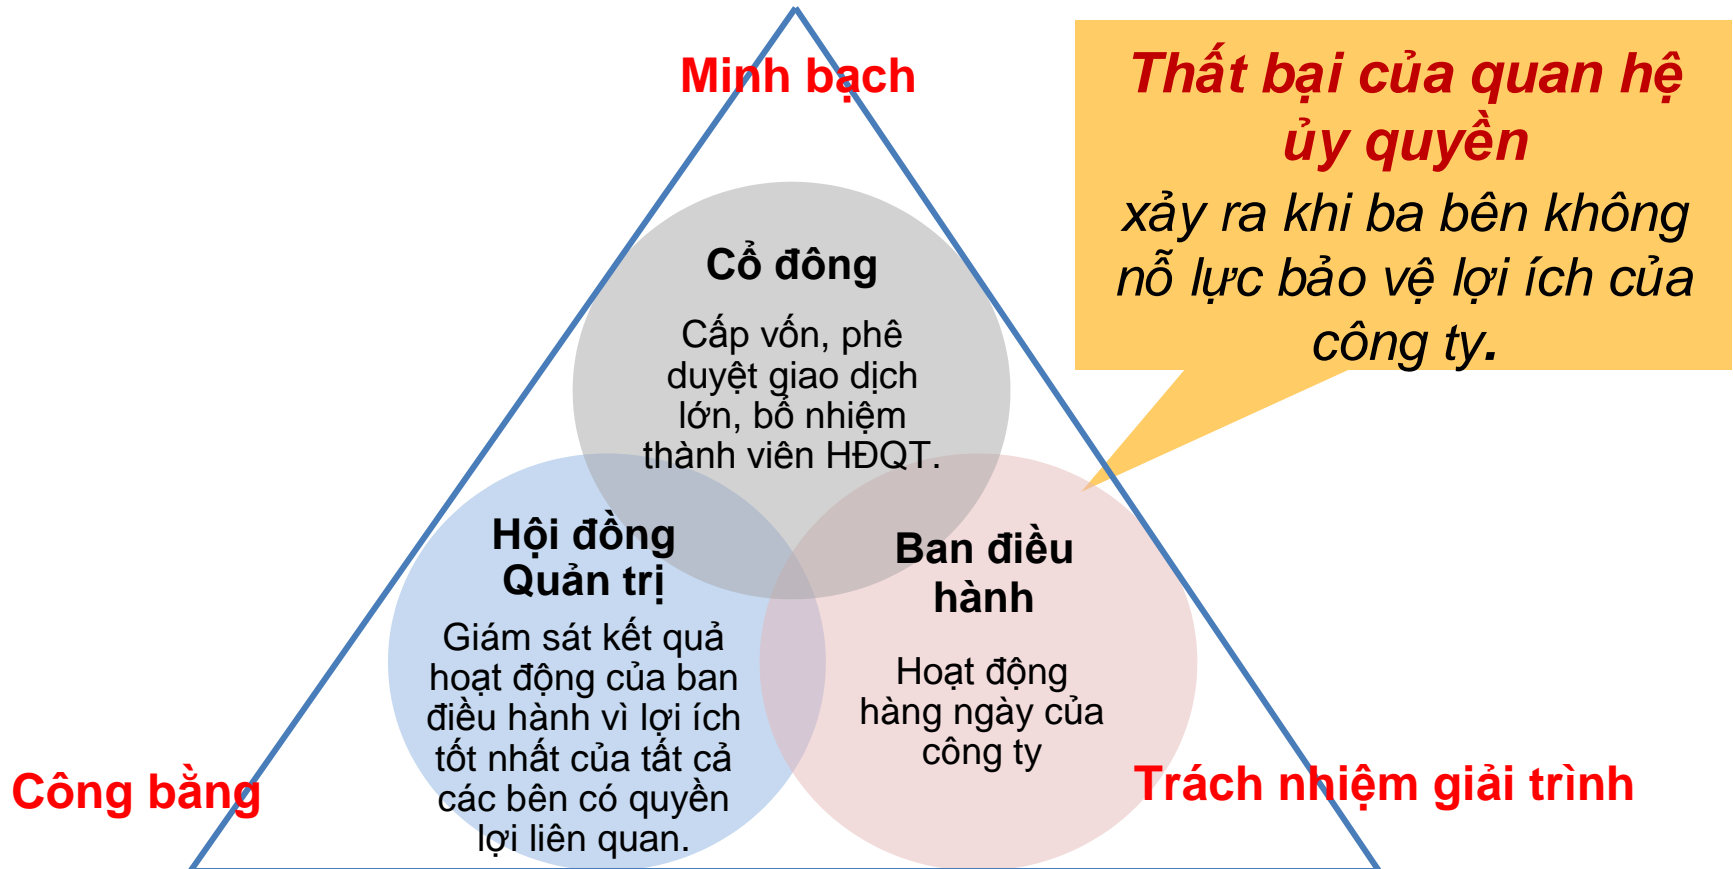 Minh bạch
Thất bại của quan hệ
ủy quyền
xảy ra khi ba bên không
nỗ lực bảo vệ lợi ích của
công ty.
Cổ đông
Cấp vốn, phê
duyệt giao dịch
lớn, bổ nhiệm
thành viên HĐQT.
Hội đồng
Quản trị
Giám sát kết quả
hoạt động của ban
điều hành vì lợi ích
tốt nhất của tất cả
các bên có quyền
lợi liên quan.
Ban điều
hành
Hoạt động
hàng ngày của
công ty
Công bằng
Trách nhiệm giải trình